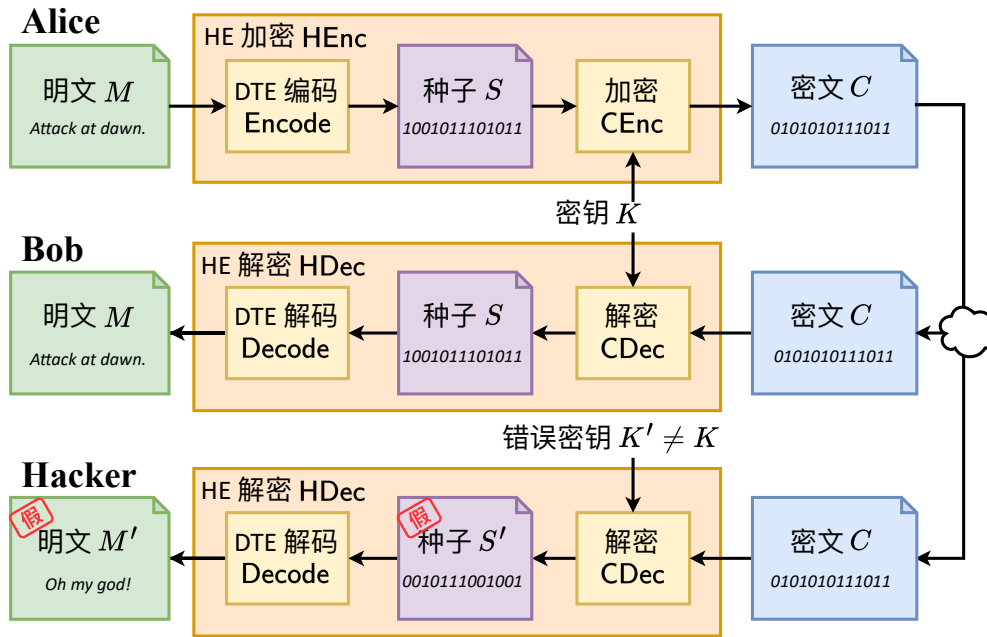 Alice
HE 加密 HEnc
明文 M
Attack at dawn.
DTE 编码
Encode
种子 S
1001011101011
加密
CEnc
密文 C
0101010111011
密钥 K
Bob
HE 解密 HDec
明文 M
Attack at dawn.
DTE 解码
Decode
种子 S
1001011101011
解密
CDec
密文 C
0101010111011
错误密钥 K′ ≠ K
Hacker
HE 解密 HDec
假
明文 M′
Oh my god!
DTE 解码
Decode
假
种子 S′
0010111001001
解密
CDec
密文 C
0101010111011